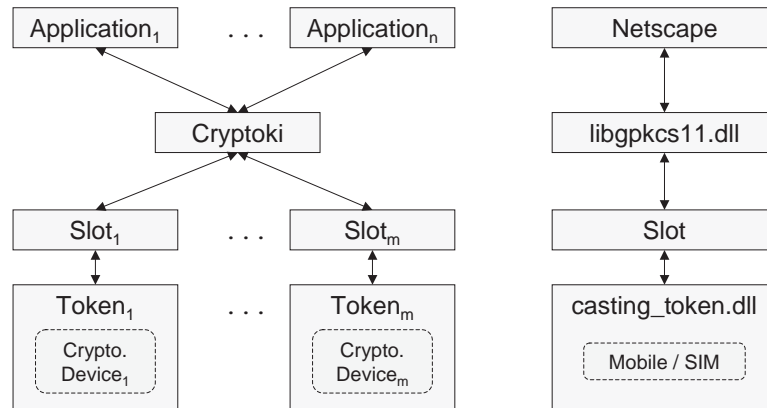 Application₁ . . . Applicationₙ Netscape
Cryptoki libgpkcs11.dll
Slot₁ . . . Slotₘ Slot
Token₁ . . . Tokenₘ casting_token.dll
Crypto. Crypto. Mobile / SIM
Device₁ Deviceₘ